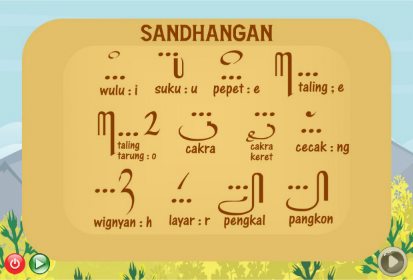 SANDHANGAN
wulu : i
suku : u
pepet : e
taling ; e
taling
tarung : o
cakra
cakra
keret
cecak : ng
wignyan : h
layar : r
pengkal
pangkon